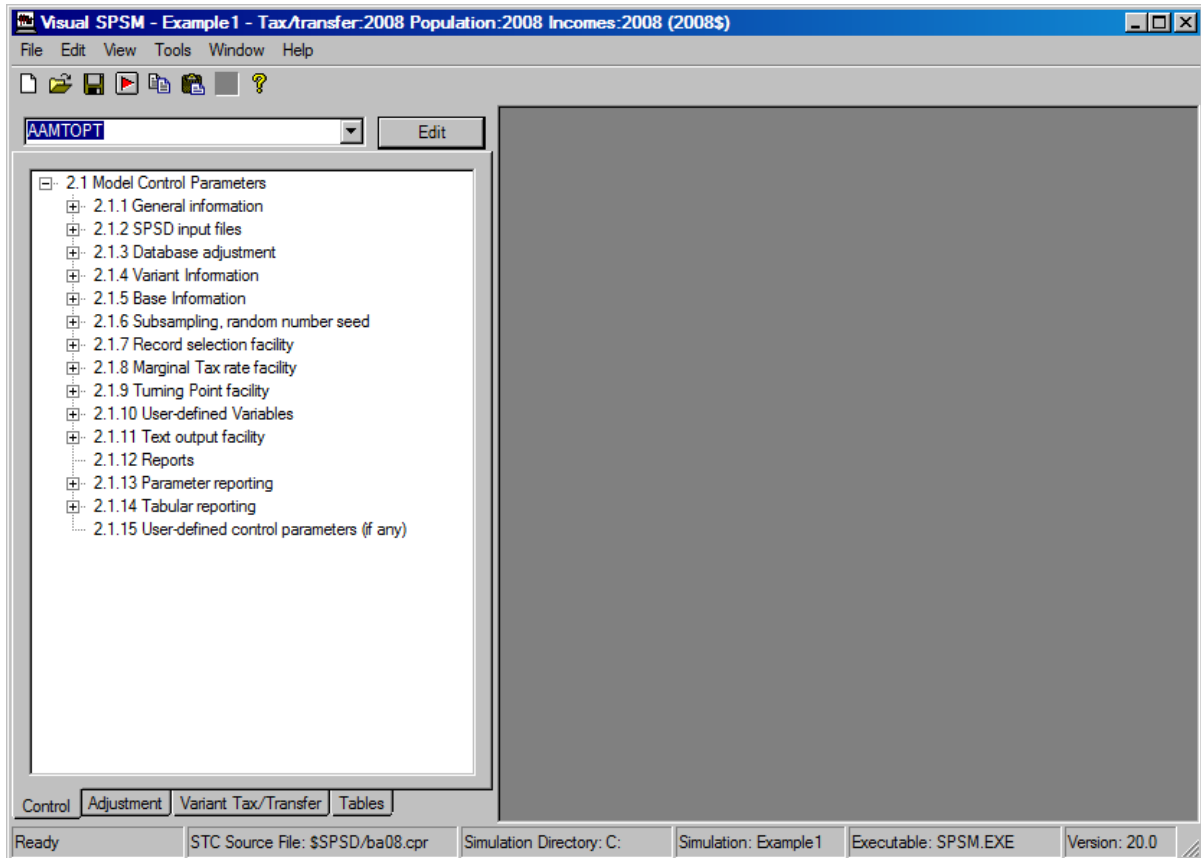 Visual SPSM - Example1 - Tax/transfer:2008 Population:2008 Incomes:2008 (2008$)
File Edit View Tools Window Help
AAMTOPT Edit
2.1 Model Control Parameters
2.1.1 General information
2.1.2 SPSD input files
2.1.3 Database adjustment
2.1.4 Variant Information
2.1.5 Base Information
2.1.6 Subsampling, random number seed
2.1.7 Record selection facility
2.1.8 Marginal Tax rate facility
2.1.9 Turning Point facility
2.1.10 User-defined Variables
2.1.11 Text output facility
2.1.12 Reports
2.1.13 Parameter reporting
2.1.14 Tabular reporting
2.1.15 User-defined control parameters (if any)
Control Adjustment Variant Tax/Transfer Tables
Ready STC Source File: $SPSD/ba08.cpr Simulation Directory: C: Simulation: Example1 Executable: SPSM.EXE Version: 20.0